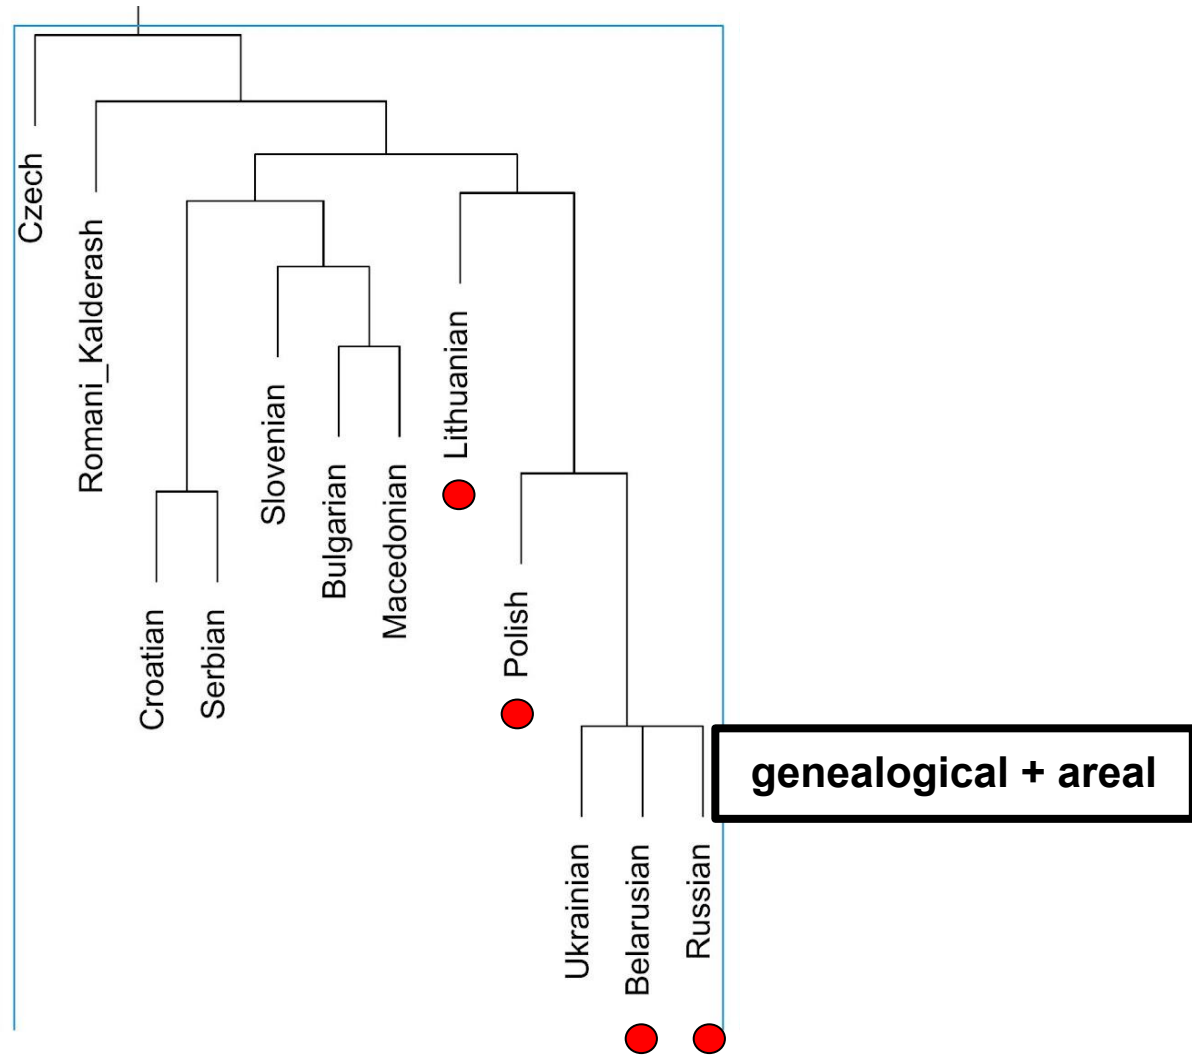 Czech
Romani_Kalderash
Croatian
Serbian
Slovenian
Bulgarian
Macedonian
Lithuanian
Polish
Ukrainian
Belarusian
Russian
genealogical + areal